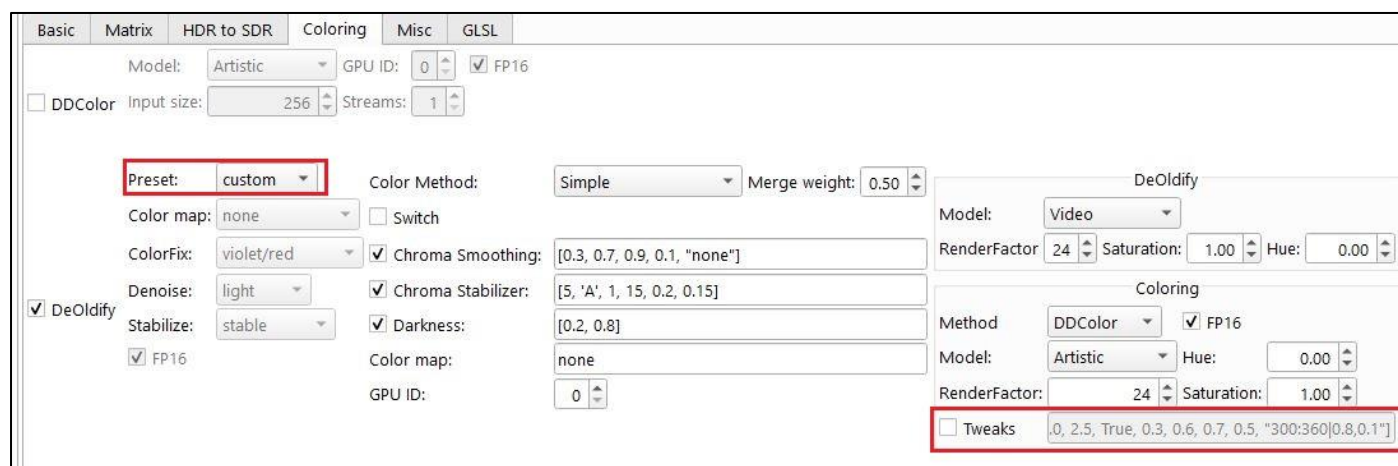 Basic Matrix HDR to SDR Coloring Misc GLSL
Model: Artistic GPU ID: 0 FP16
DDColor Input size: 256 Streams: 1
Preset: custom Color Method: Simple Merge weight: 0.50 DeOldify
Color map: none Switch Model: Video
ColorFix: violet/red Chroma Smoothing: [0.3, 0.7, 0.9, 0.1, "none"] RenderFactor 24 Saturation: 1.00 Hue: 0.00
Denoise: light Chroma Stabilizer: [5, 'A', 1, 15, 0.2, 0.15] Coloring
DeOldify Stabilize: stable Darkness: [0.2, 0.8] Method DDColor FP16
FP16 Color map: none Model: Artistic Hue: 0.00
GPU ID: 0 RenderFactor: 24 Saturation: 1.00
Tweaks .0, 2.5, True, 0.3, 0.6, 0.7, 0.5, "300:360|0.8,0.1"]